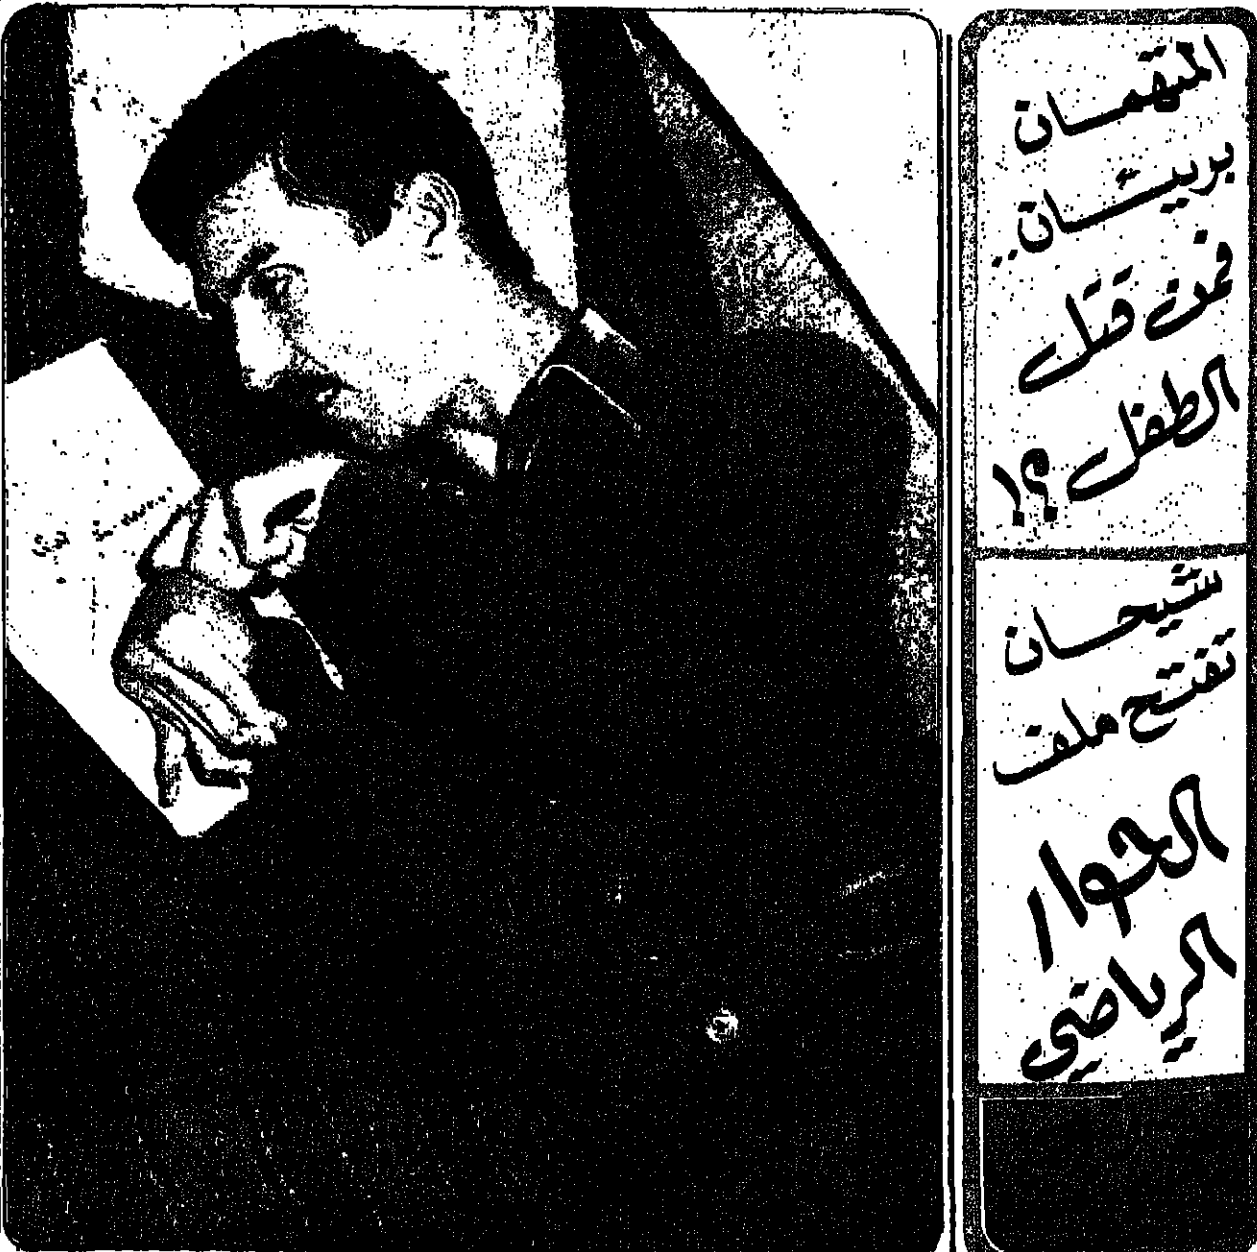 المتهمان
بريئان..
فمن قتل
الطفل ؟!
شيحان
تفتح ملف
الحوار
الرياضي